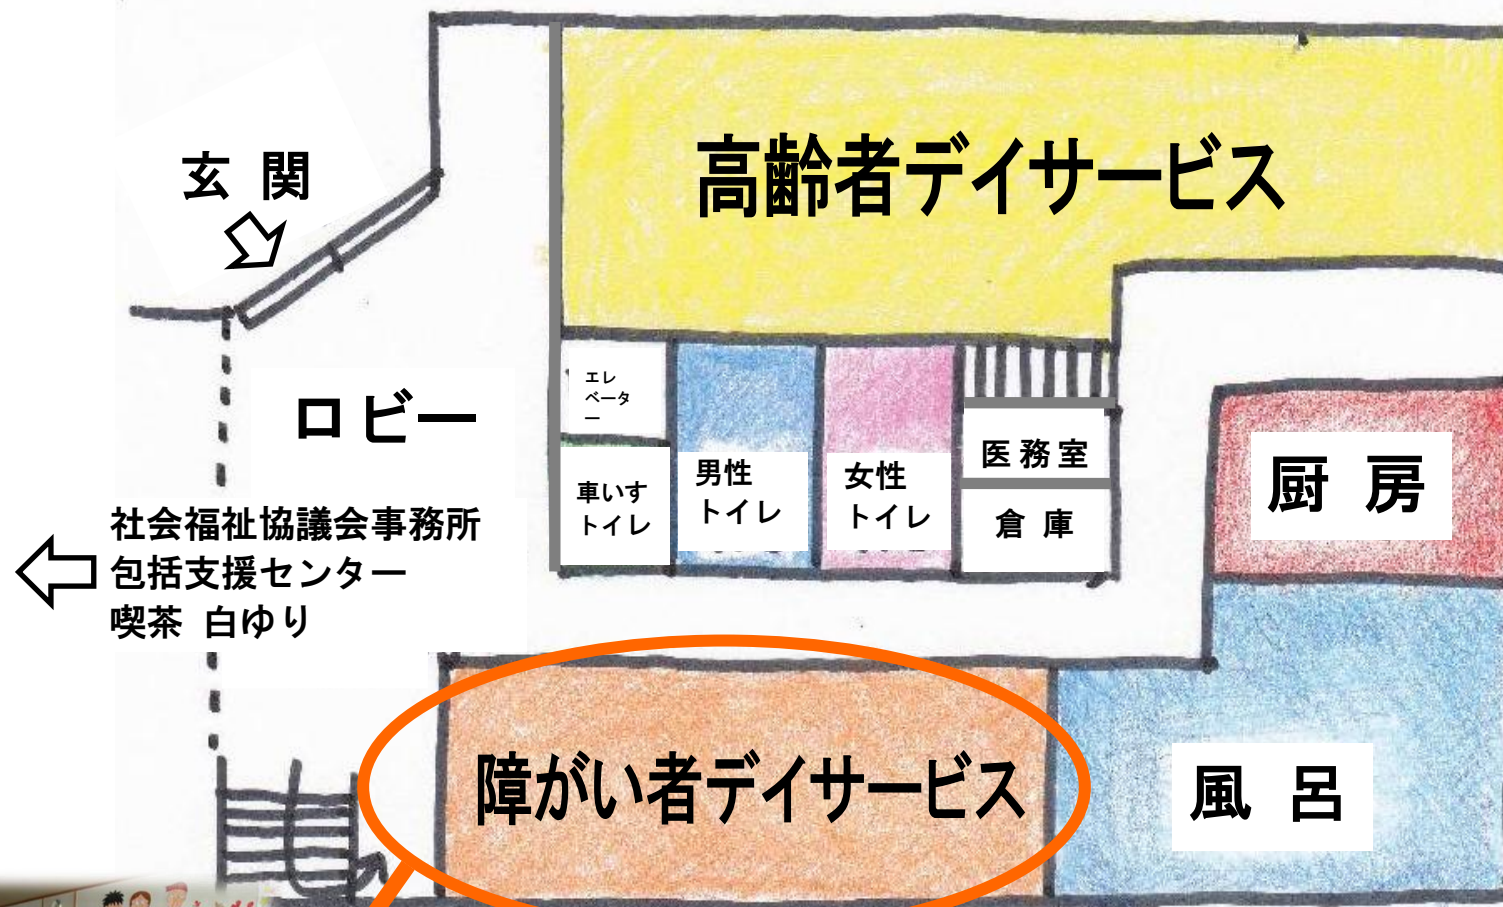 高齢者デイサービス
玄 関
エレ
ベータ
ー
ロビー
医務室
男性
トイレ
女性
トイレ
車いす
トイレ
厨 房
倉 庫
社会福祉協議会事務所
包括支援センター
喫茶 白ゆり
障がい者デイサービス
風 呂